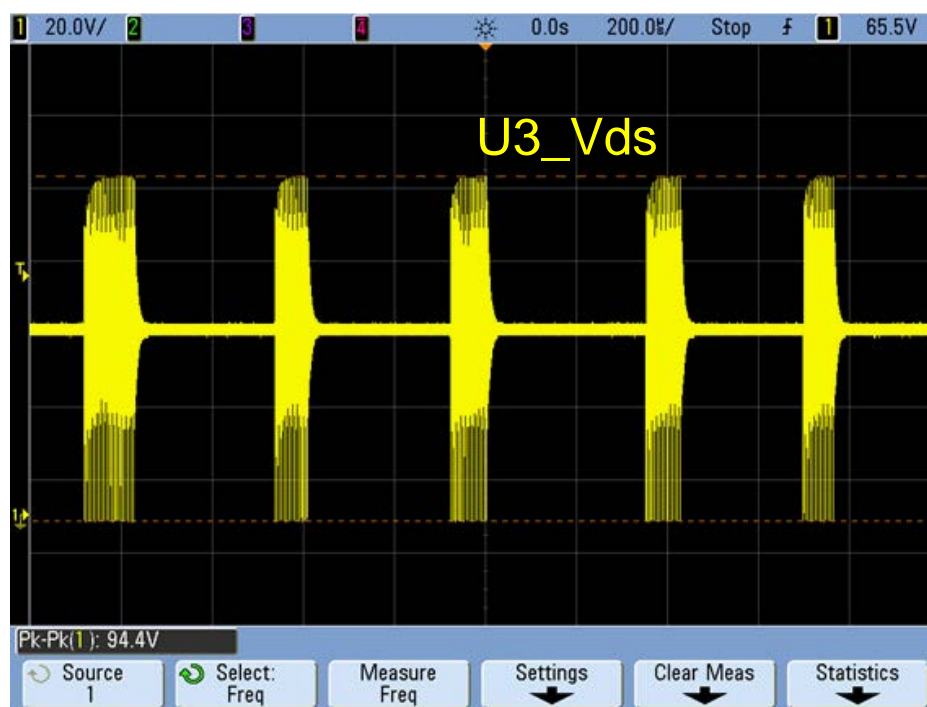 1 20.0V/ 2 3 4 0.0s 200.0㎲/ Stop 1 65.5V
U3_Vds
T
1
Pk-Pk(1): 94.4V
Source Select: Measure Settings Clear Meas Statistics
1 Freq Freq